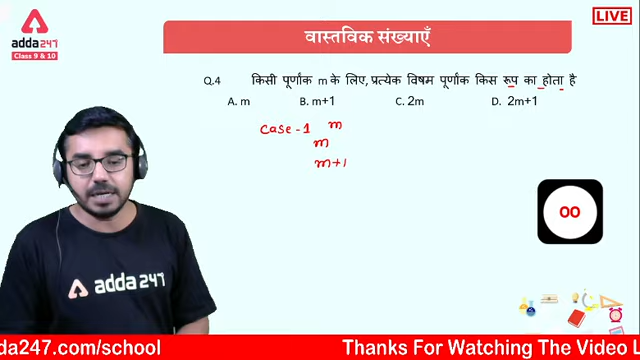 adda247
Class 9 & 10
वास्तविक संख्याएँ
LIVE
Q.4 किसी पूर्णांक m के लिए, प्रत्येक विषम पूर्णांक किस रूप का होता है
A. m B. m+1 C. 2m D. 2m+1
Case - 1 m
m
m+1
00
adda247
da247.com/school Thanks For Watching The Video L